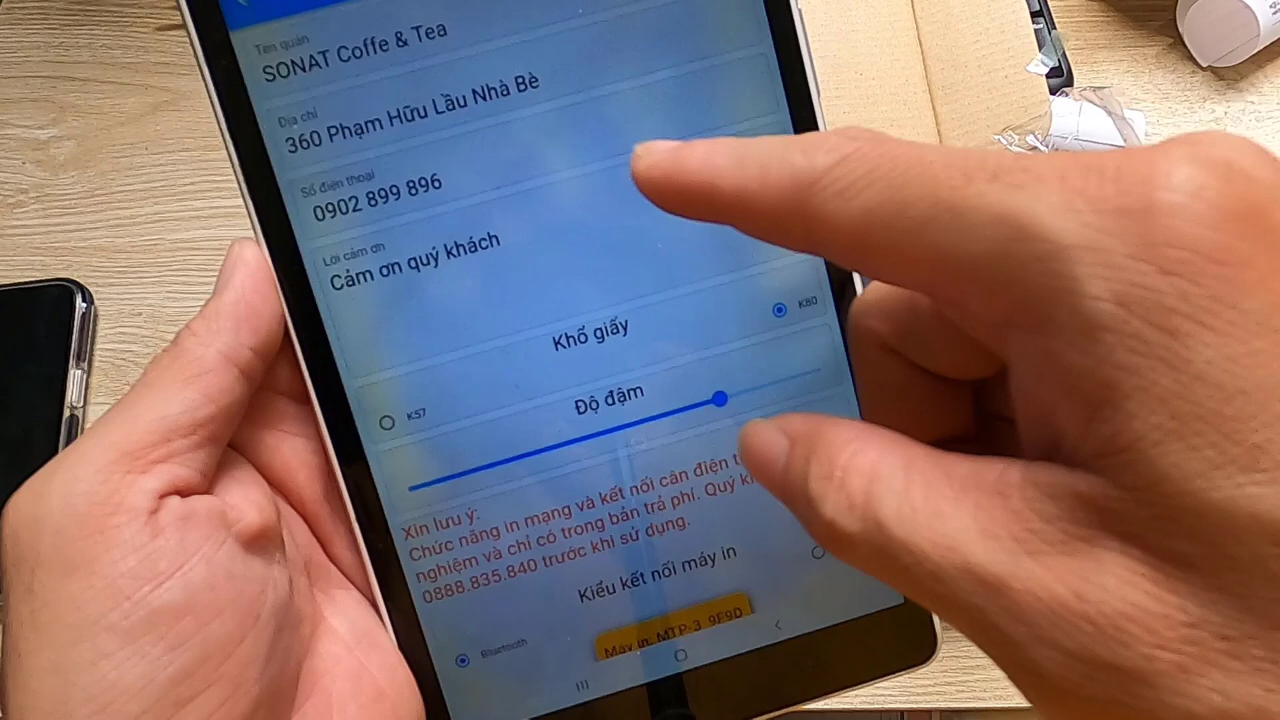 Tên quán
SONAT Coffe & Tea
Địa chỉ
360 Phạm Hữu Lầu Nhà Bè
Số điện thoại
0902 899 896
Lời cảm ơn
Cảm ơn quý khách
Khổ giấy
K80
K57
Độ đậm
Xin lưu ý:
Chức năng in mạng và kết nối cân điện
nghiệm và chỉ có trong bản trả phí. Quý
0888.835.840 trước khi sử dụng.
Kiểu kết nối máy in
Bluetooth
Máy in: MTP-3_9F9D